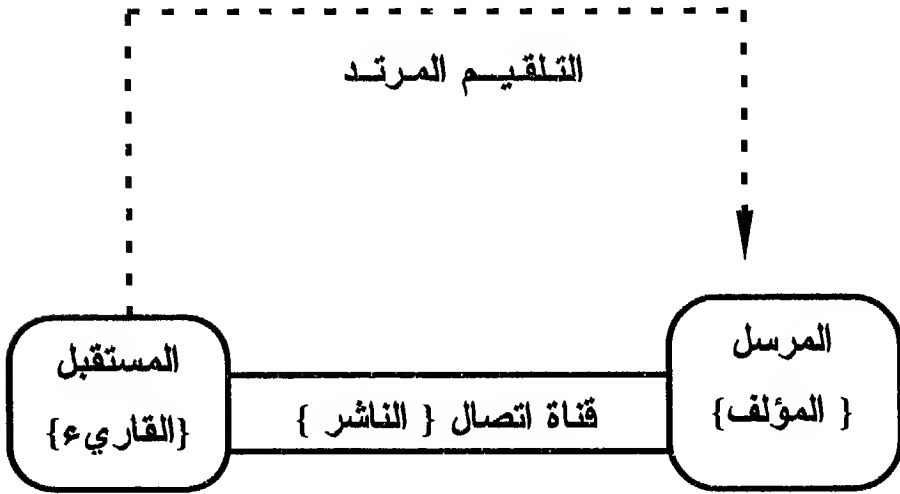 التلقيم المرتد
المرسل
{ المؤلف}
قناة اتصال { الناشر }
المستقبل
{القاريء}